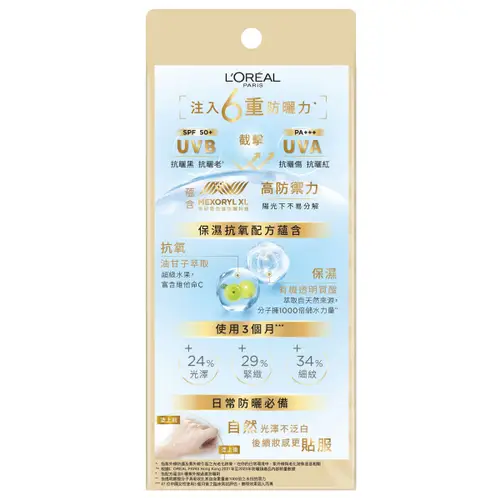 L'ORÉAL
PARIS
注入6重防曬力*
SPF 50+
UVB
抗曬黑 抗曬老*
截擊
PA+++
UVA
抗曬傷 抗曬紅
蘊含
MEXORYL XL
高防禦力
陽光下不易分解
保濕抗氧配方蘊含
抗氧
油甘子萃取
超級水果,
富含維他命C
保濕
有機透明質酸
萃取自天然來源,
分子擁1000倍儲水力量^
使用3個月***
+
24%
光澤
+
29%
緊緻
+
34%
細紋
日常防曬必備
塗上前
塗上後
自然光澤不泛白
後續妝感更貼服